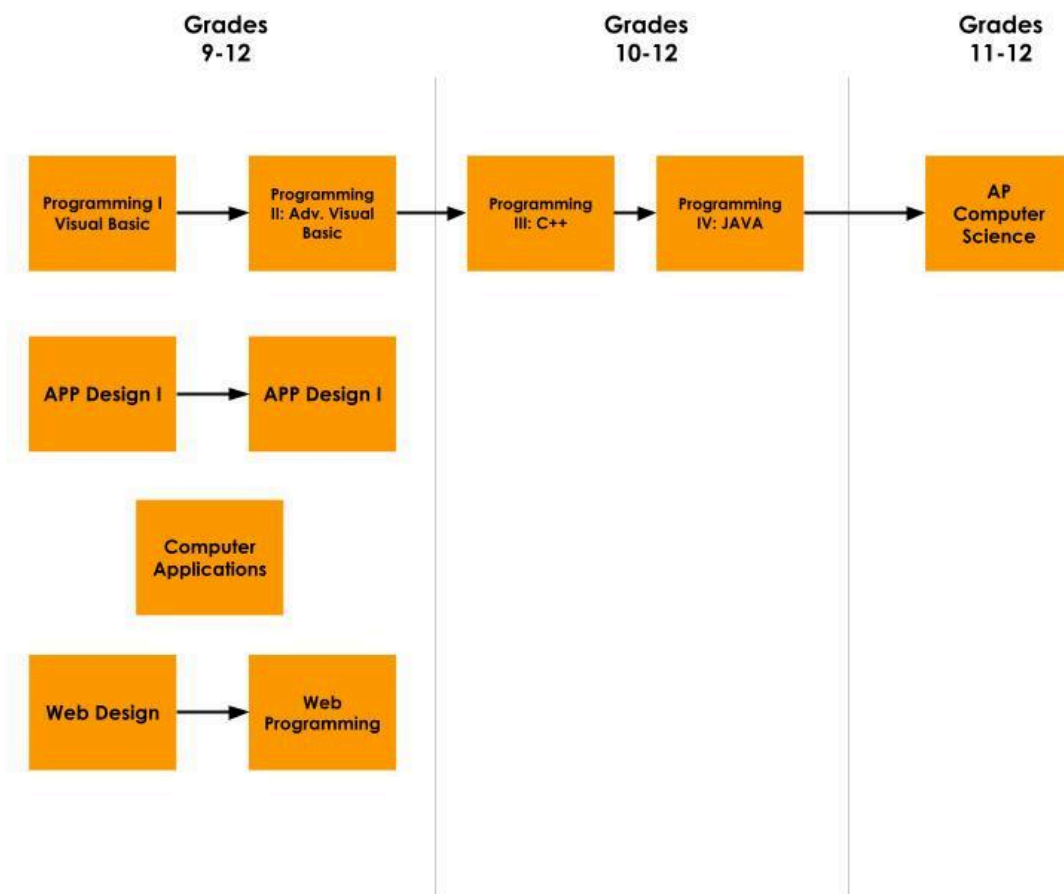 Grades
9-12
Grades
10-12
Grades
11-12
Programming I
Visual Basic
Programming
II: Adv. Visual
Basic
Programming
III: C++
Programming
IV: JAVA
AP
Computer
Science
APP Design I
APP Design I
Computer
Applications
Web Design
Web
Programming